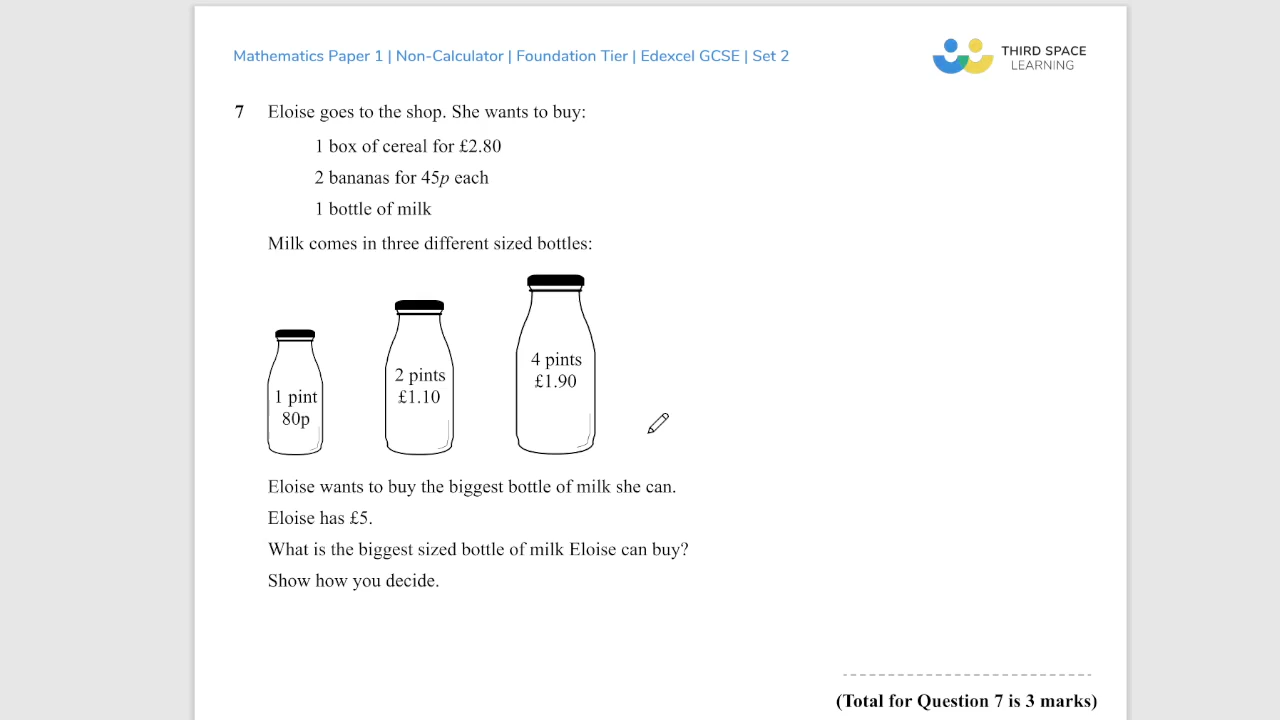 Mathematics Paper 1 | Non-Calculator | Foundation Tier | Edexcel GCSE | Set 2
THIRD SPACE
LEARNING
7 Eloise goes to the shop. She wants to buy:
1 box of cereal for £2.80
2 bananas for 45p each
1 bottle of milk
Milk comes in three different sized bottles:
1 pint
80p
2 pints
£1.10
4 pints
£1.90
Eloise wants to buy the biggest bottle of milk she can.
Eloise has £5.
What is the biggest sized bottle of milk Eloise can buy?
Show how you decide.
(Total for Question 7 is 3 marks)